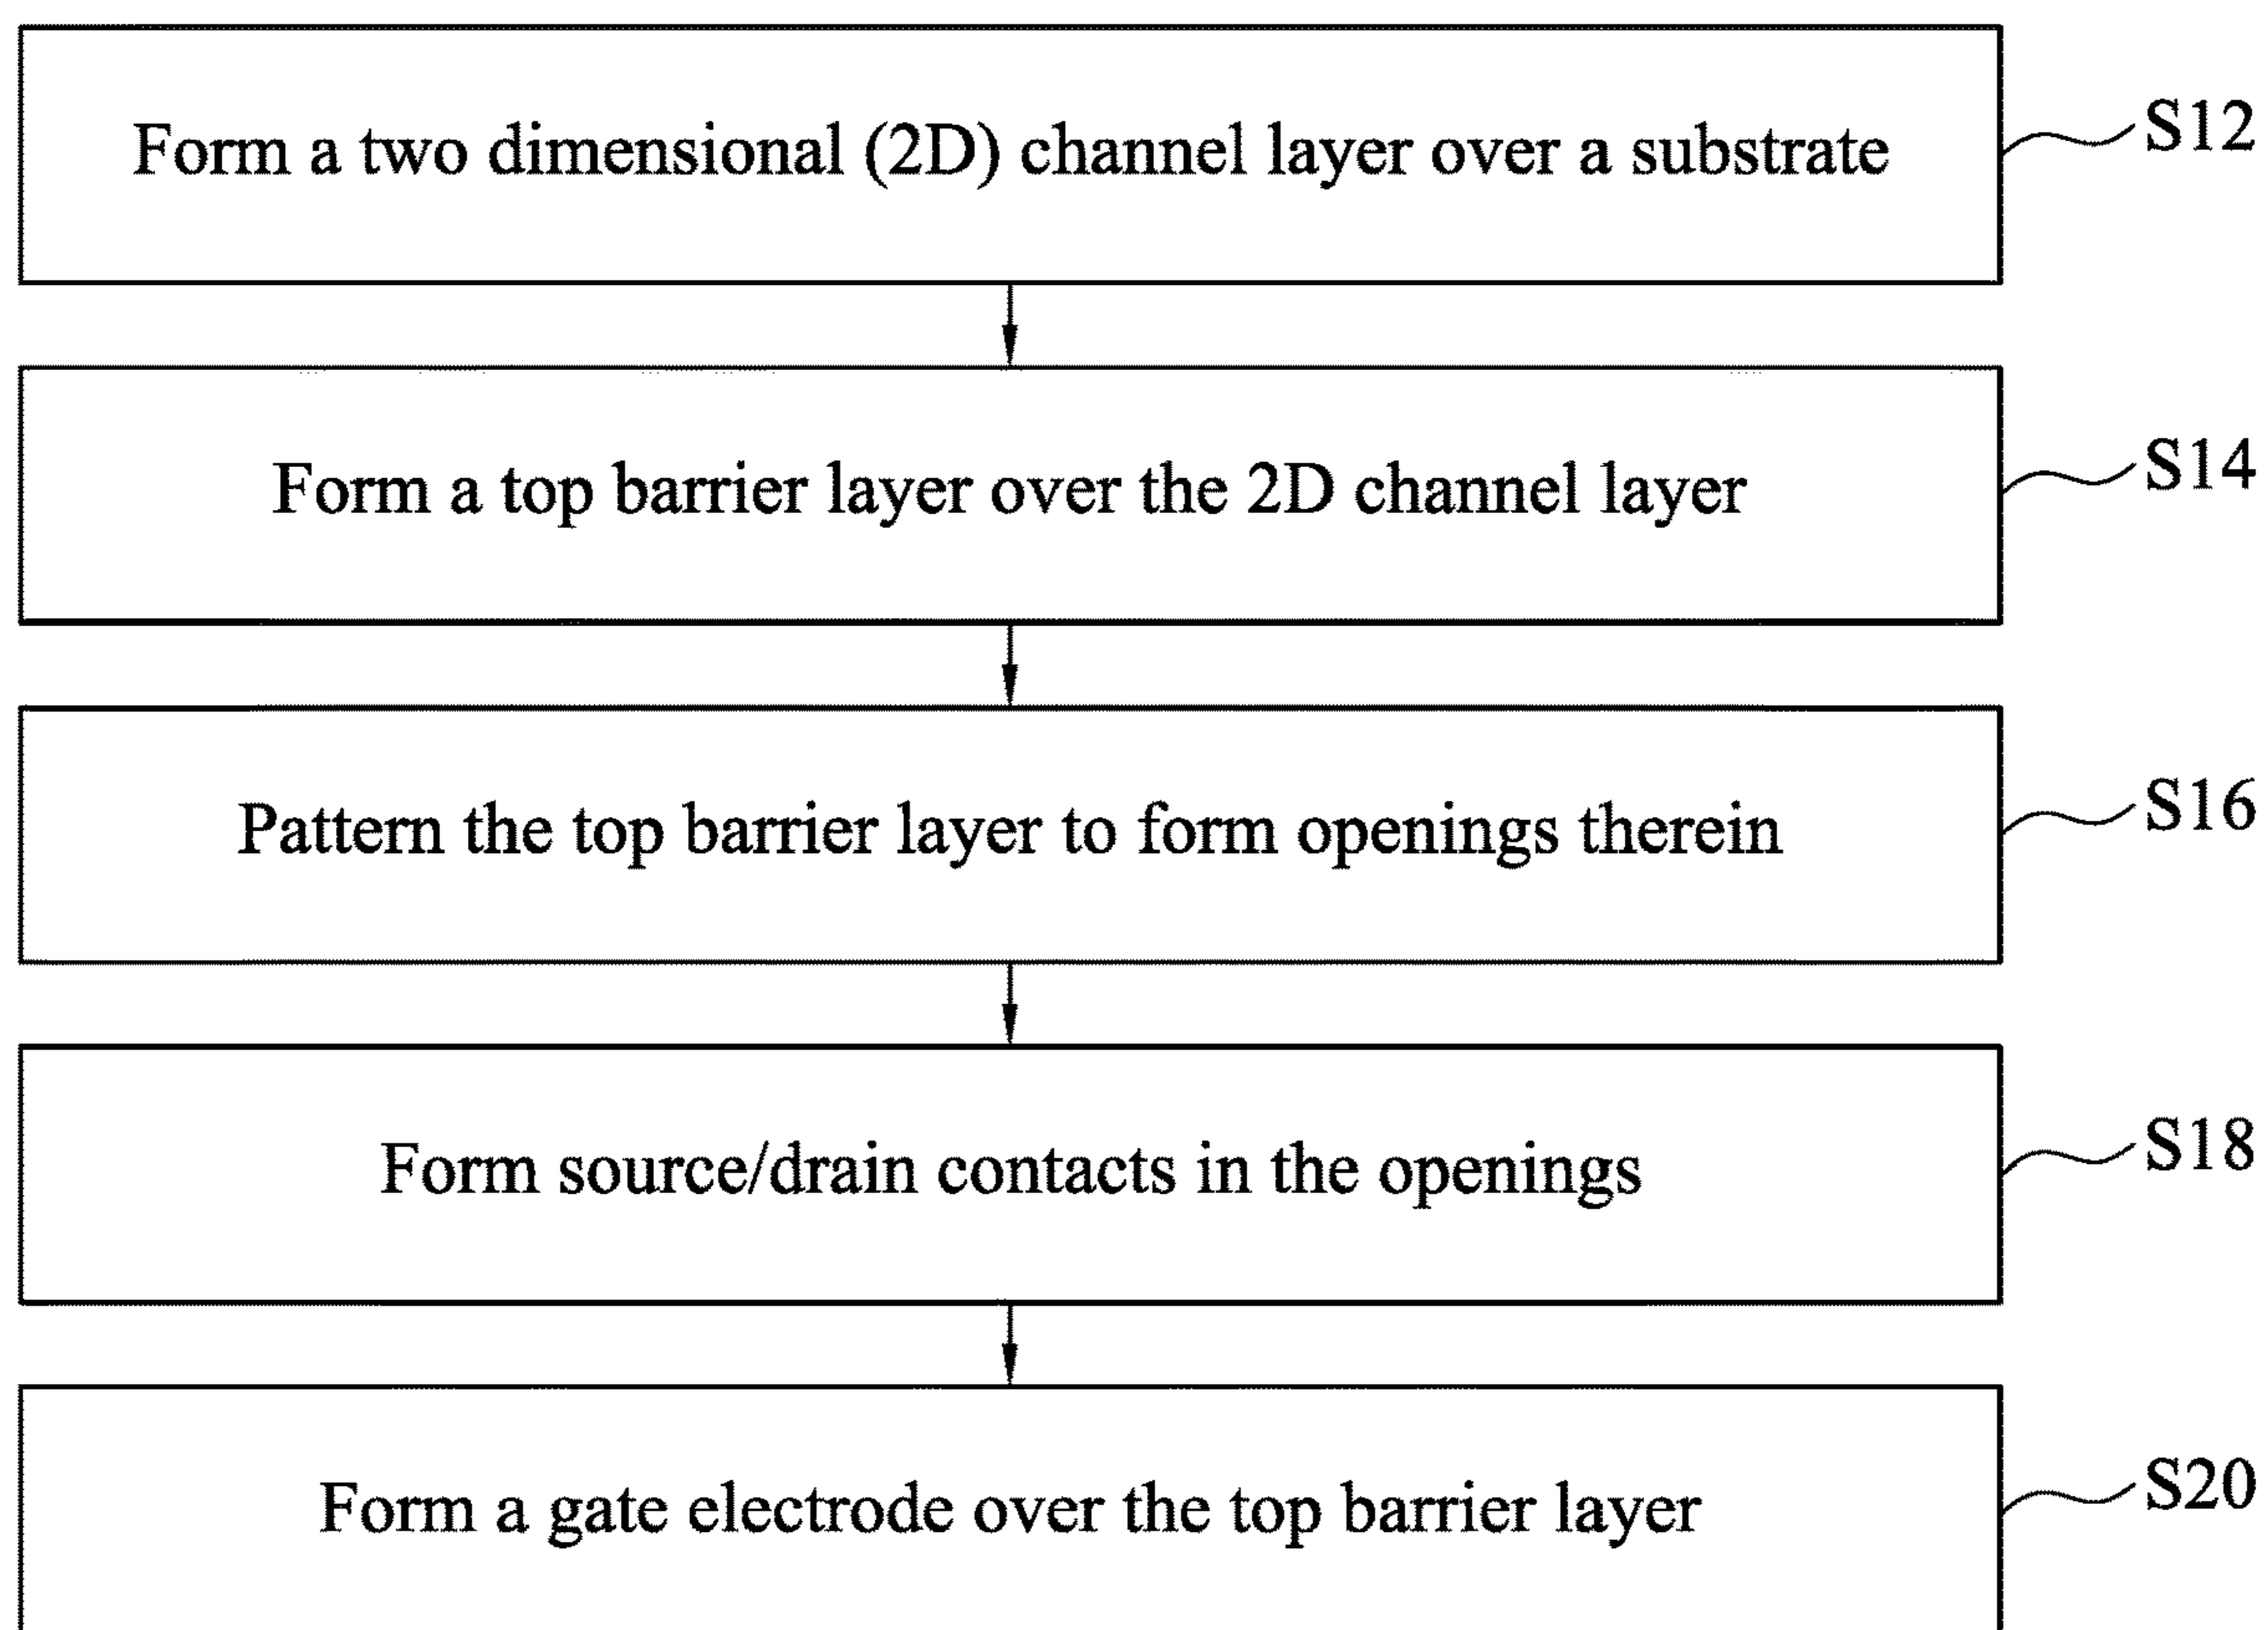 Form a two dimensional (2D) channel layer over a substrate
S12
Form a top barrier layer over the 2D channel layer
S14
Pattern the top barrier layer to form openings therein
S16
Form source/drain contacts in the openings
S18
Form a gate electrode over the top barrier layer
S20